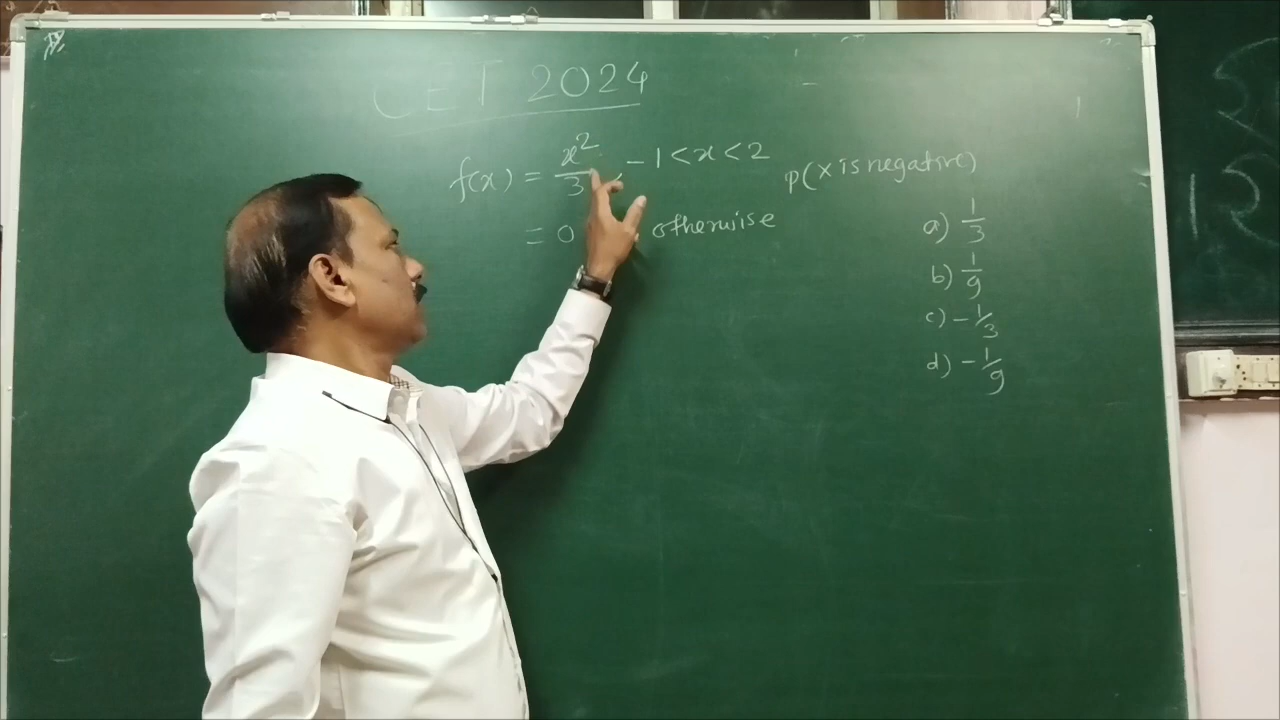 CET 2024
f(x) = x²/3, -1 < x < 2
= 0 otherwise
p(X is negative)
a) 1/3
b) 1/9
c) -1/3
d) -1/9